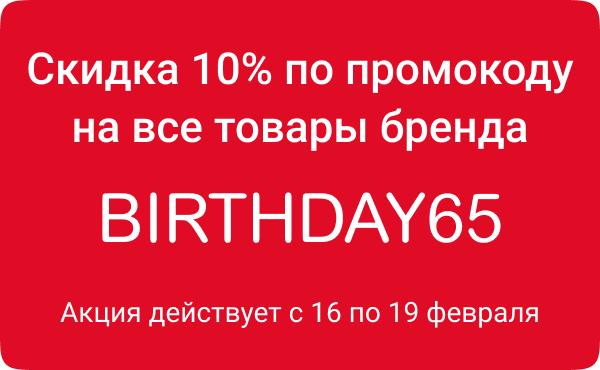 Скидка 10% по промокоду
на все товары бренда
BIRTHDAY65
Акция действует с 16 по 19 февраля